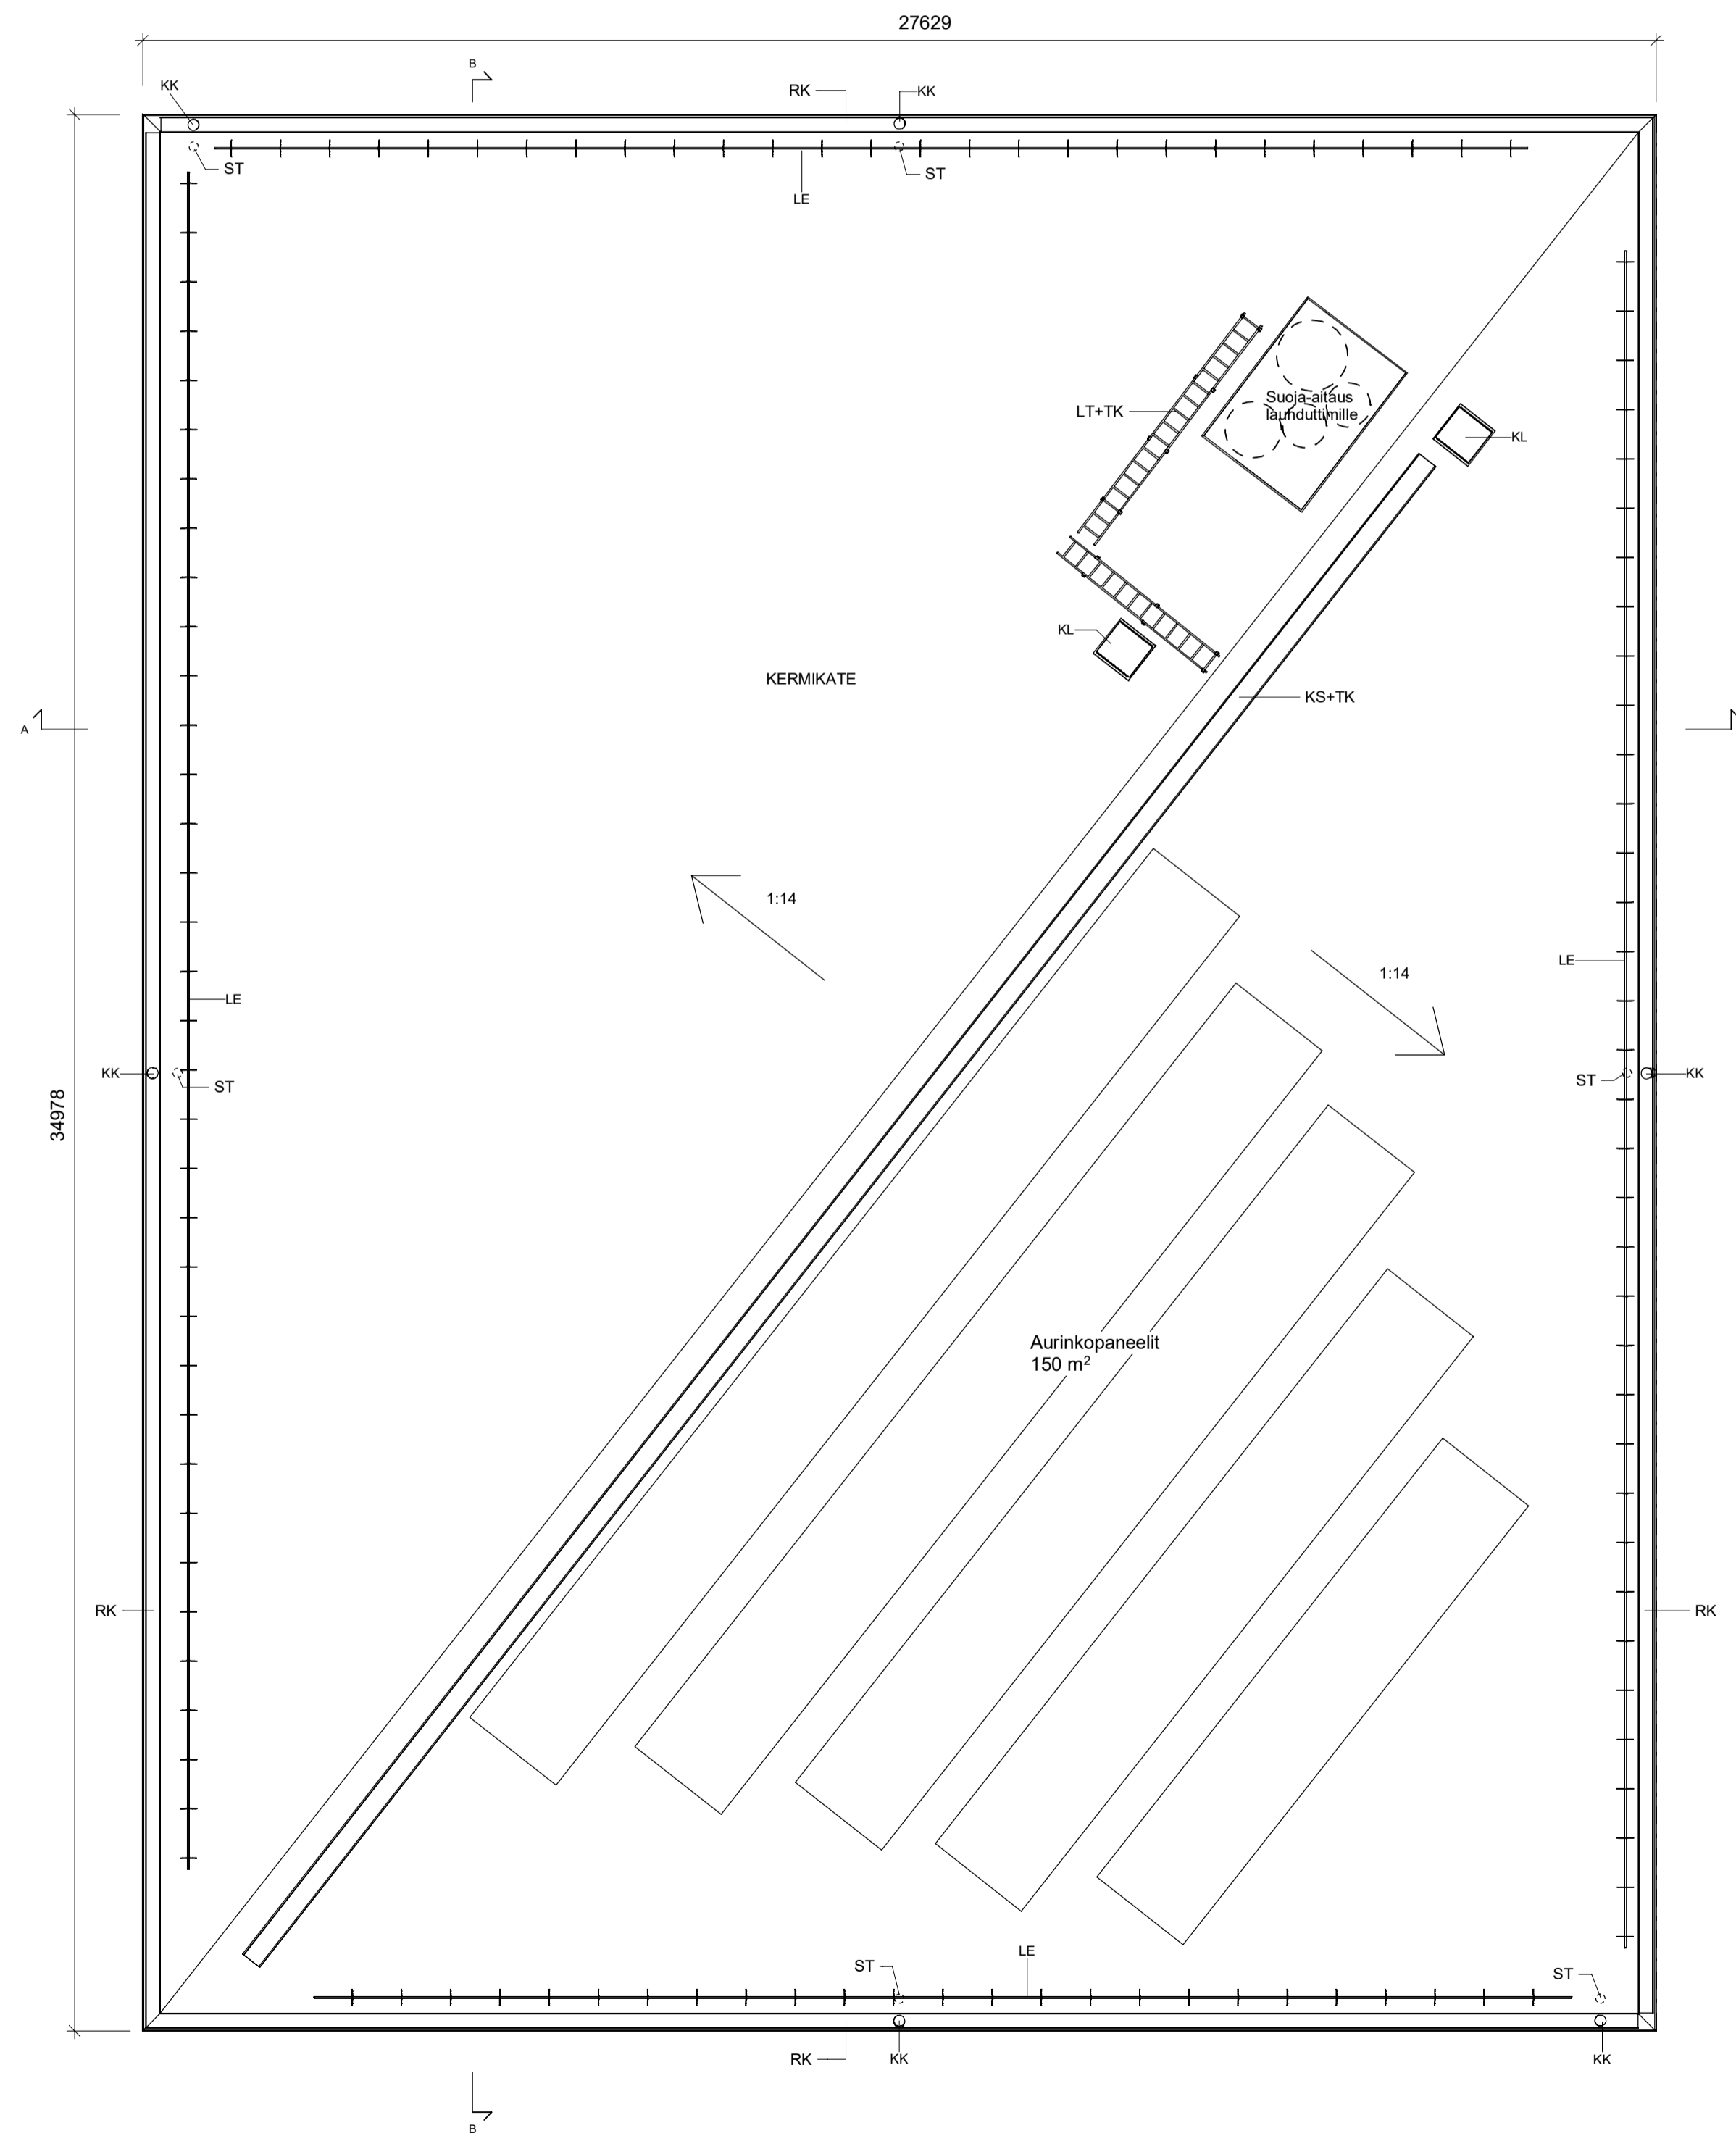 27629
B
KK
RK
KK
ST
ST
LE
Suoja-aitaus
lauhduttimille
LT+TK
KL
KL
KERMIKATE
KS+TK
A
1:14
LE
1:14
LE
KK
ST
ST
KK
34978
Aurinkopaneelit
150 m²
RK
RK
LE
ST
ST
RK
KK
KK
B